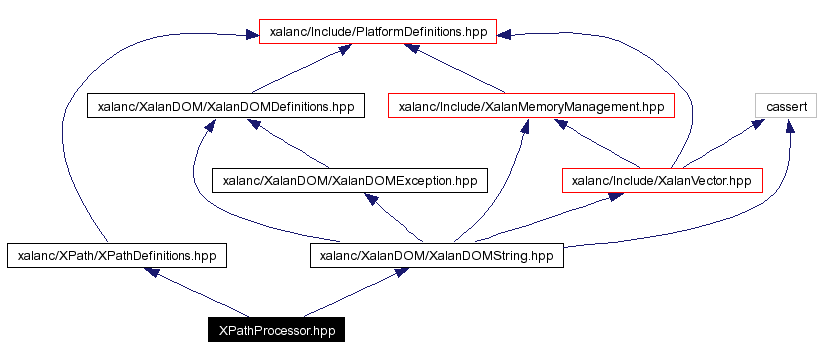 xalanc/Include/PlatformDefinitions.hpp
xalanc/XalanDOM/XalanDOMDefinitions.hpp
xalanc/Include/XalanMemoryManagement.hpp
cassert
xalanc/XalanDOM/XalanDOMException.hpp
xalanc/Include/XalanVector.hpp
xalanc/XPath/XPathDefinitions.hpp
xalanc/XalanDOM/XalanDOMString.hpp
XPathProcessor.hpp